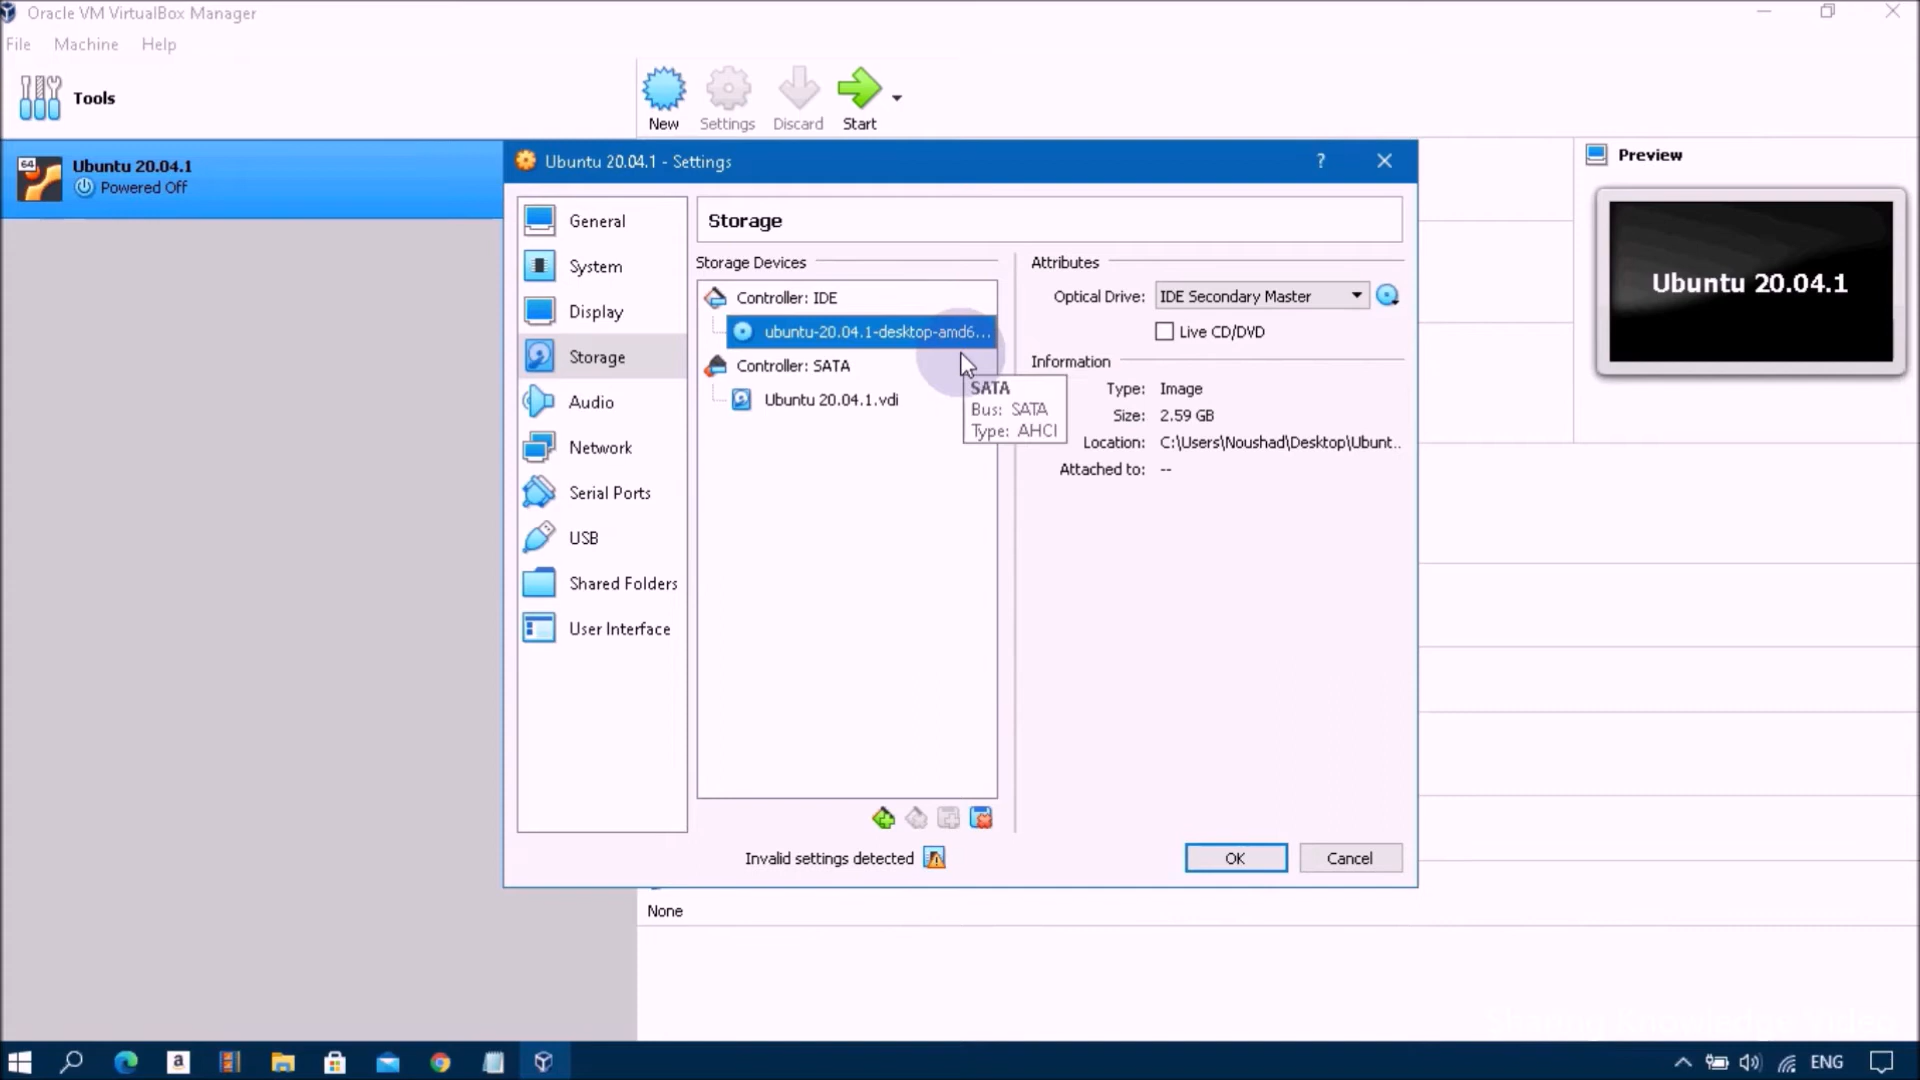 Oracle VM VirtualBox Manager
File Machine Help
Tools
New Settings Discard Start
64
Ubuntu 20.04.1
Powered Off
Ubuntu 20.04.1 - Settings ?
Preview
Ubuntu 20.04.1
General
System
Display
Storage
Audio
Network
Serial Ports
USB
Shared Folders
User Interface
Storage
Storage Devices
Controller: IDE
ubuntu-20.04.1-desktop-amd6...
Controller: SATA
Ubuntu 20.04.1.vdi
SATA
Bus: SATA
Type: AHCI
Attributes
Optical Drive: IDE Secondary Master
Live CD/DVD
Information
Type: Image
Size: 2.59 GB
Location: C:\Users\Noushad\Desktop\Ubunt...
Attached to: --
Invalid settings detected
OK Cancel
None
a
ENG